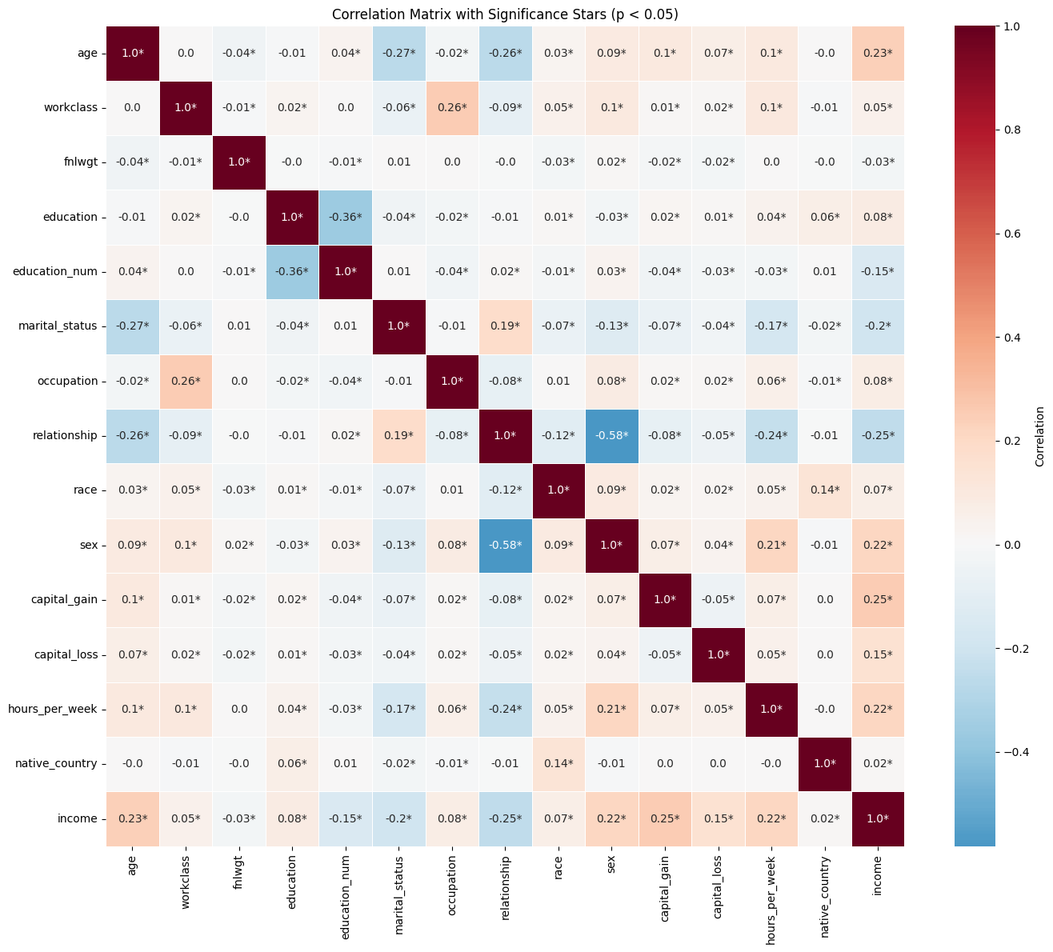 Correlation Matrix with Significance Stars (p < 0.05)
age 1.0* 0.0 -0.04* -0.01 0.04* -0.27* -0.02* -0.26* 0.03* 0.09* 0.1* 0.07* 0.1* -0.0 0.23*
workclass 0.0 1.0* -0.01* 0.02* 0.0 -0.06* 0.26* -0.09* 0.05* 0.1* 0.01* 0.02* 0.1* -0.01 0.05*
fnlwgt -0.04* -0.01* 1.0* -0.0 -0.01* 0.01 0.0 -0.0 -0.03* 0.02* -0.02* -0.02* 0.0 -0.0 -0.03*
education -0.01 0.02* -0.0 1.0* -0.36* -0.04* -0.02* -0.01 0.01* -0.03* 0.02* 0.01* 0.04* 0.06* 0.08*
education_num 0.04* 0.0 -0.01* -0.36* 1.0* 0.01 -0.04* 0.02* -0.01* 0.03* -0.04* -0.03* -0.03* 0.01 -0.15*
marital_status -0.27* -0.06* 0.01 -0.04* 0.01 1.0* -0.01 0.19* -0.07* -0.13* -0.07* -0.04* -0.17* -0.02* -0.2*
occupation -0.02* 0.26* 0.0 -0.02* -0.04* -0.01 1.0* -0.08* 0.01 0.08* 0.02* 0.02* 0.06* -0.01* 0.08*
relationship -0.26* -0.09* -0.0 -0.01 0.02* 0.19* -0.08* 1.0* -0.12* -0.58* -0.08* -0.05* -0.24* -0.01 -0.25*
race 0.03* 0.05* -0.03* 0.01* -0.01* -0.07* 0.01 -0.12* 1.0* 0.09* 0.02* 0.02* 0.05* 0.14* 0.07*
sex 0.09* 0.1* 0.02* -0.03* 0.03* -0.13* 0.08* -0.58* 0.09* 1.0* 0.07* 0.04* 0.21* -0.01 0.22*
capital_gain 0.1* 0.01* -0.02* 0.02* -0.04* -0.07* 0.02* -0.08* 0.02* 0.07* 1.0* -0.05* 0.07* 0.0 0.25*
capital_loss 0.07* 0.02* -0.02* 0.01* -0.03* -0.04* 0.02* -0.05* 0.02* 0.04* -0.05* 1.0* 0.05* 0.0 0.15*
hours_per_week 0.1* 0.1* 0.0 0.04* -0.03* -0.17* 0.06* -0.24* 0.05* 0.21* 0.07* 0.05* 1.0* -0.0 0.22*
native_country -0.0 -0.01 -0.0 0.06* 0.01 -0.02* -0.01* -0.01 0.14* -0.01 0.0 0.0 -0.0 1.0* 0.02*
income 0.23* 0.05* -0.03* 0.08* -0.15* -0.2* 0.08* -0.25* 0.07* 0.22* 0.25* 0.15* 0.22* 0.02* 1.0*
age workclass fnlwgt education education_num marital_status occupation relationship race sex capital_gain capital_loss hours_per_week native_country income
1.0
0.8
0.6
0.4
0.2
0.0
−0.2
−0.4
Correlation